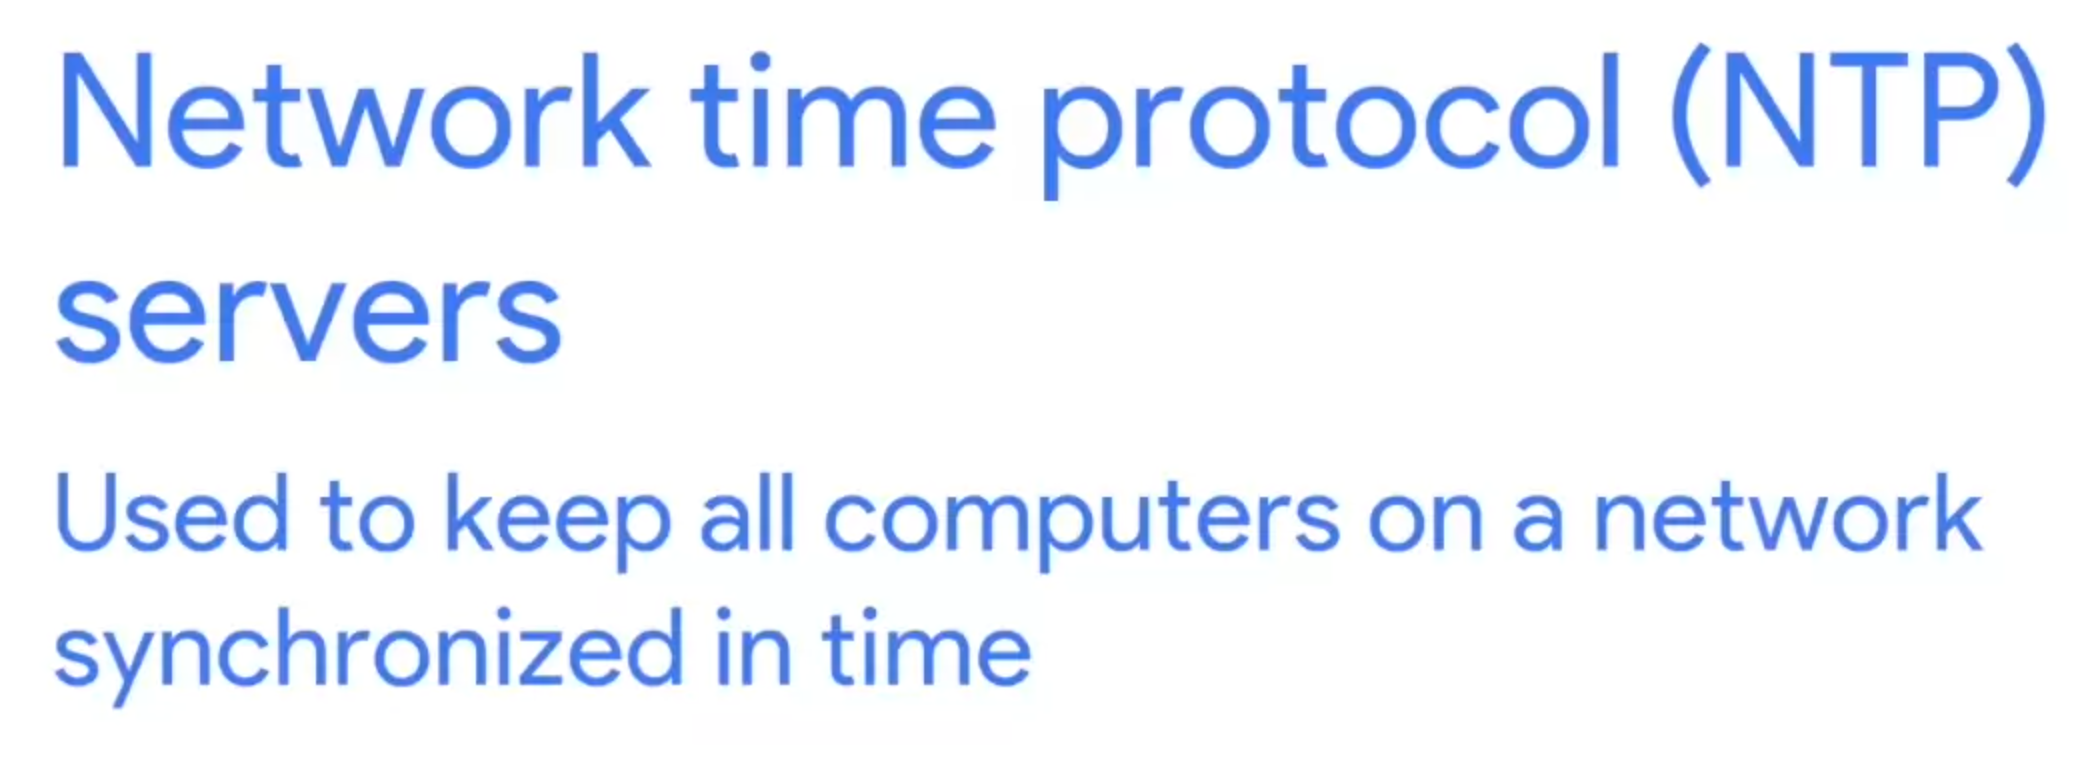 Network time protocol (NTP)
servers
Used to keep all computers on a network
synchronized in time